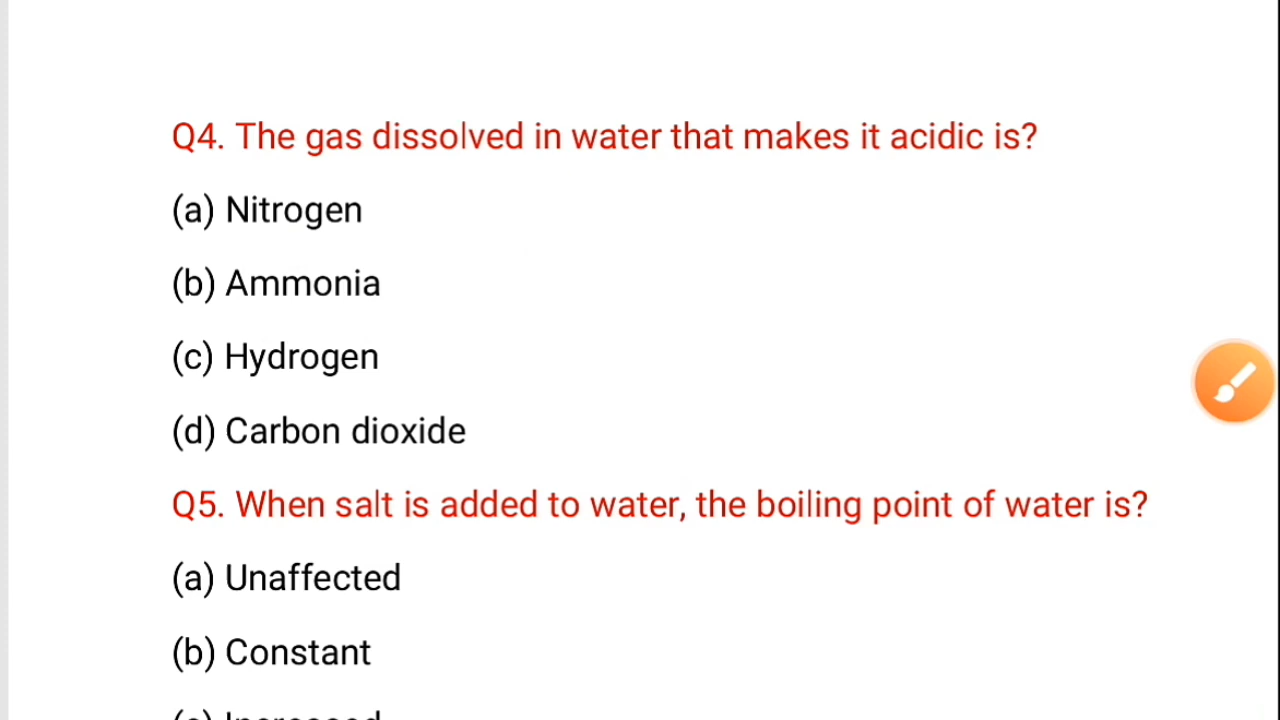 Q4. The gas dissolved in water that makes it acidic is?
(a) Nitrogen
(b) Ammonia
(c) Hydrogen
(d) Carbon dioxide
Q5. When salt is added to water, the boiling point of water is?
(a) Unaffected
(b) Constant
(c) Increased